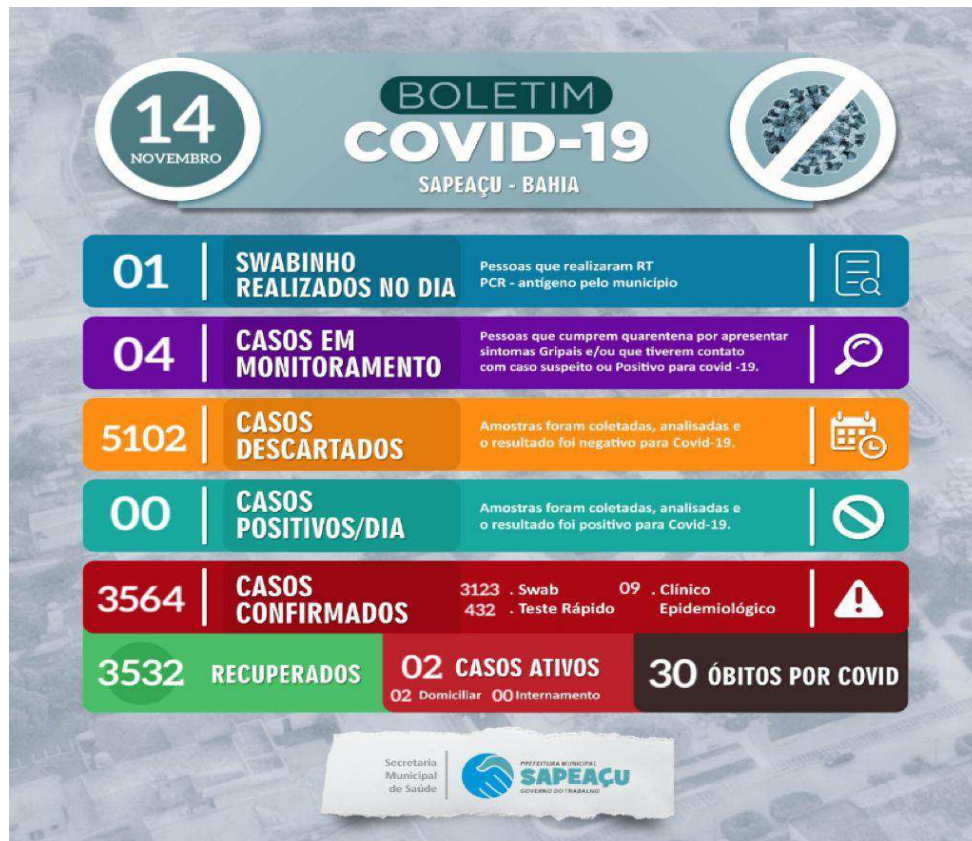 14
NOVEMBRO
BOLETIM
COVID-19
SAPEAÇU - BAHIA
01
SWABINHO
REALIZADOS NO DIA
Pessoas que realizaram RT
PCR - antígeno pelo município
04
CASOS EM
MONITORAMENTO
Pessoas que cumprem quarentena por apresentar
sintomas Gripais e/ou que tiverem contato
com caso suspeito ou Positivo para covid -19.
5102
CASOS
DESCARTADOS
Amostras foram coletadas, analisadas e
o resultado foi negativo para Covid-19.
00
CASOS
POSITIVOS/DIA
Amostras foram coletadas, analisadas e
o resultado foi positivo para Covid-19.
3564
CASOS
CONFIRMADOS
3123 . Swab
432 . Teste Rápido
09 . Clínico
Epidemiológico
3532 RECUPERADOS
02 CASOS ATIVOS
02 Domiciliar 00 Internamento
30 ÓBITOS POR COVID
Secretaria
Municipal
de Saúde
PREFEITURA MUNICIPAL
SAPEAÇU
GOVERNO DO TRABALHO